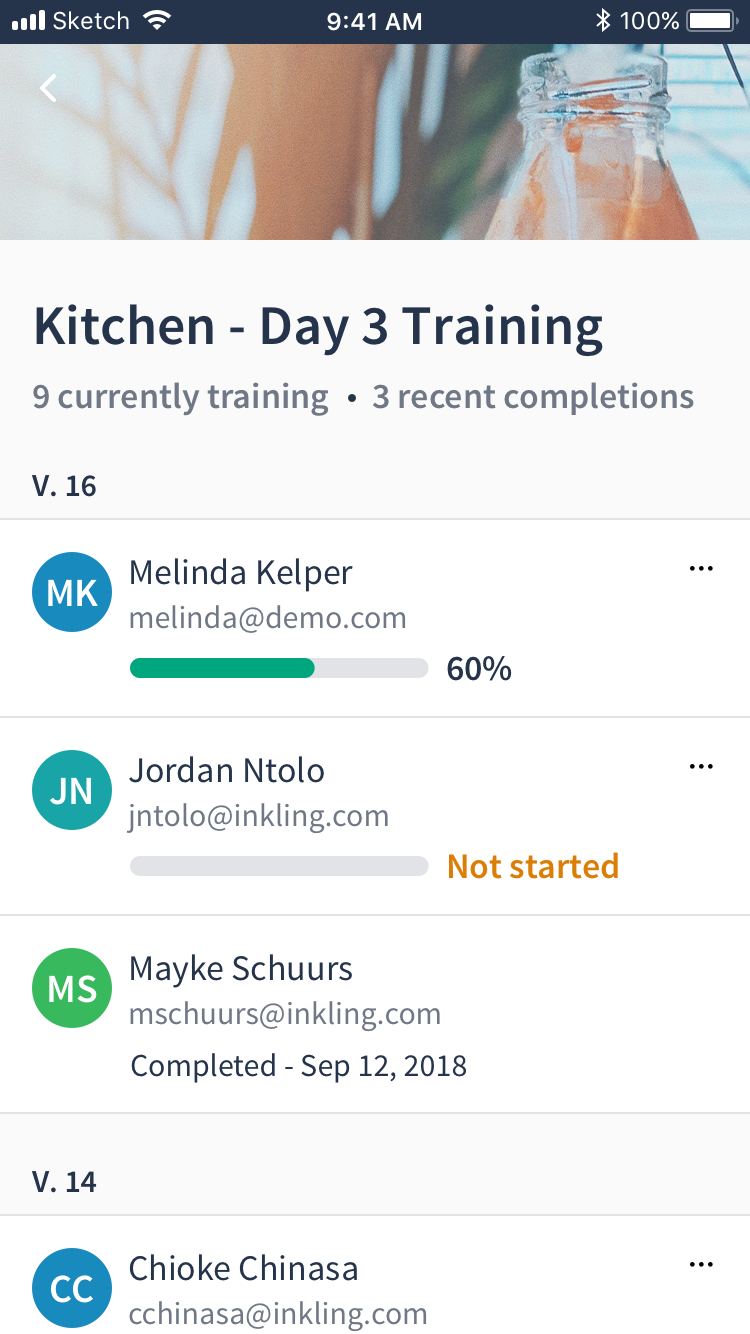 Sketch 9:41 AM 100%
Kitchen - Day 3 Training
9 currently training • 3 recent completions
V. 16
MK Melinda Kelper ...
melinda@demo.com
60%
JN Jordan Ntolo ...
jntolo@inkling.com
Not started
MS Mayke Schuurs
mschuurs@inkling.com
Completed - Sep 12, 2018
V. 14
CC Chioke Chinasa ...
cchinasa@inkling.com